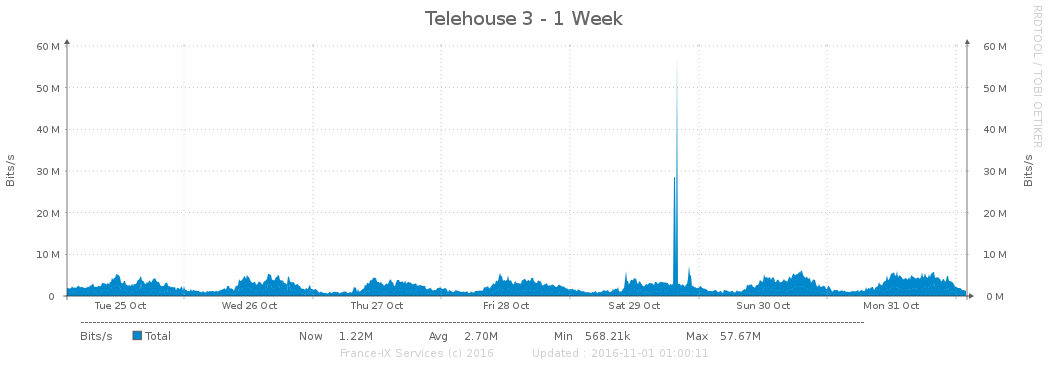 Telehouse 3 - 1 Week
RRDTOOL / TOBI OETIKER
Bits/s
60 M 60 M
50 M 50 M
40 M 40 M
30 M 30 M
20 M 20 M
10 M 10 M
0 0 M
Bits/s
Tue 25 Oct Wed 26 Oct Thu 27 Oct Fri 28 Oct Sat 29 Oct Sun 30 Oct Mon 31 Oct
Bits/s Total Now 1.22M Avg 2.70M Min 568.21k Max 57.67M
France-IX Services (c) 2016 Updated : 2016-11-01 01:00:11